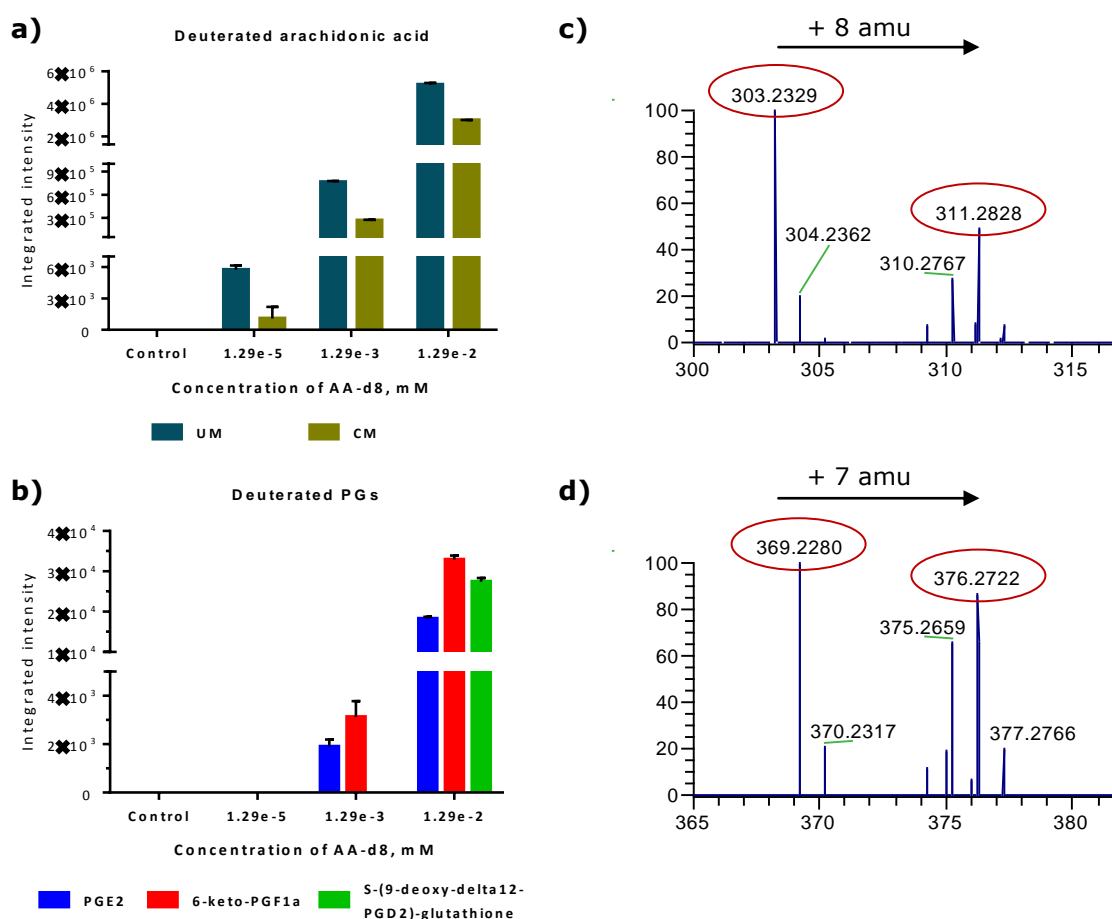 a)
Deuterated arachidonic acid
Integrated intensity
6✖10⁶
4✖10⁶
2✖10⁶
9✖10⁵
6✖10⁵
3✖10⁵
6✖10³
3✖10³
0
Control 1.29e-5 1.29e-3 1.29e-2
Concentration of AA-d8, mM
UM CM
c)
+ 8 amu
303.2329
311.2828
304.2362
310.2767
100
80
60
40
20
0
300 305 310 315
b)
Deuterated PGs
Integrated intensity
4✖10⁴
3✖10⁴
2✖10⁴
1✖10⁴
4✖10³
2✖10³
0
Control 1.29e-5 1.29e-3 1.29e-2
Concentration of AA-d8, mM
PGE2 6-keto-PGF1a S-(9-deoxy-delta12-
PGD2)-glutathione
d)
+ 7 amu
369.2280
376.2722
375.2659
370.2317
377.2766
100
80
60
40
20
0
365 370 375 380